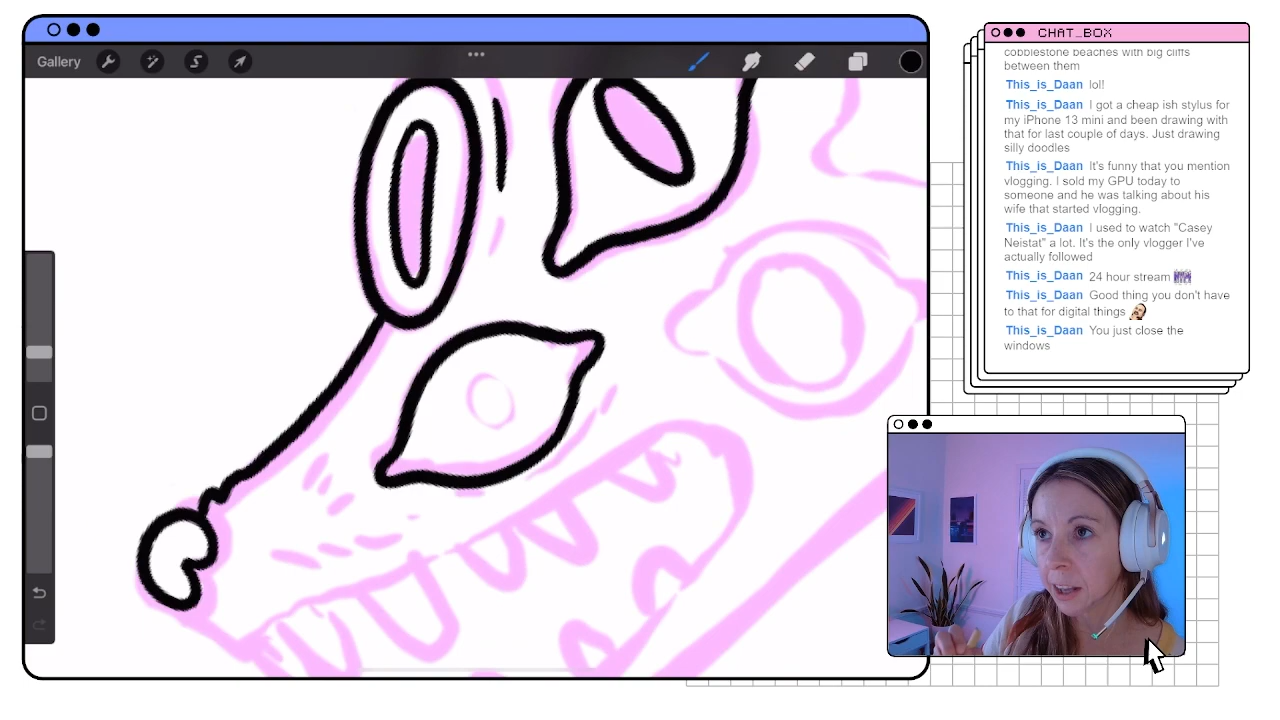 Gallery
CHAT_BOX
cobblestone beaches with big cliffs
between them
This_is_Daan lol!
This_is_Daan I got a cheap ish stylus for
my iPhone 13 mini and been drawing with
that for last couple of days. Just drawing
silly doodles
This_is_Daan It's funny that you mention
vlogging. I sold my GPU today to
someone and he was talking about his
wife that started vlogging.
This_is_Daan I used to watch "Casey
Neistat" a lot. It's the only vlogger I've
actually followed
This_is_Daan 24 hour stream
This_is_Daan Good thing you don't have
to that for digital things
This_is_Daan You just close the
windows